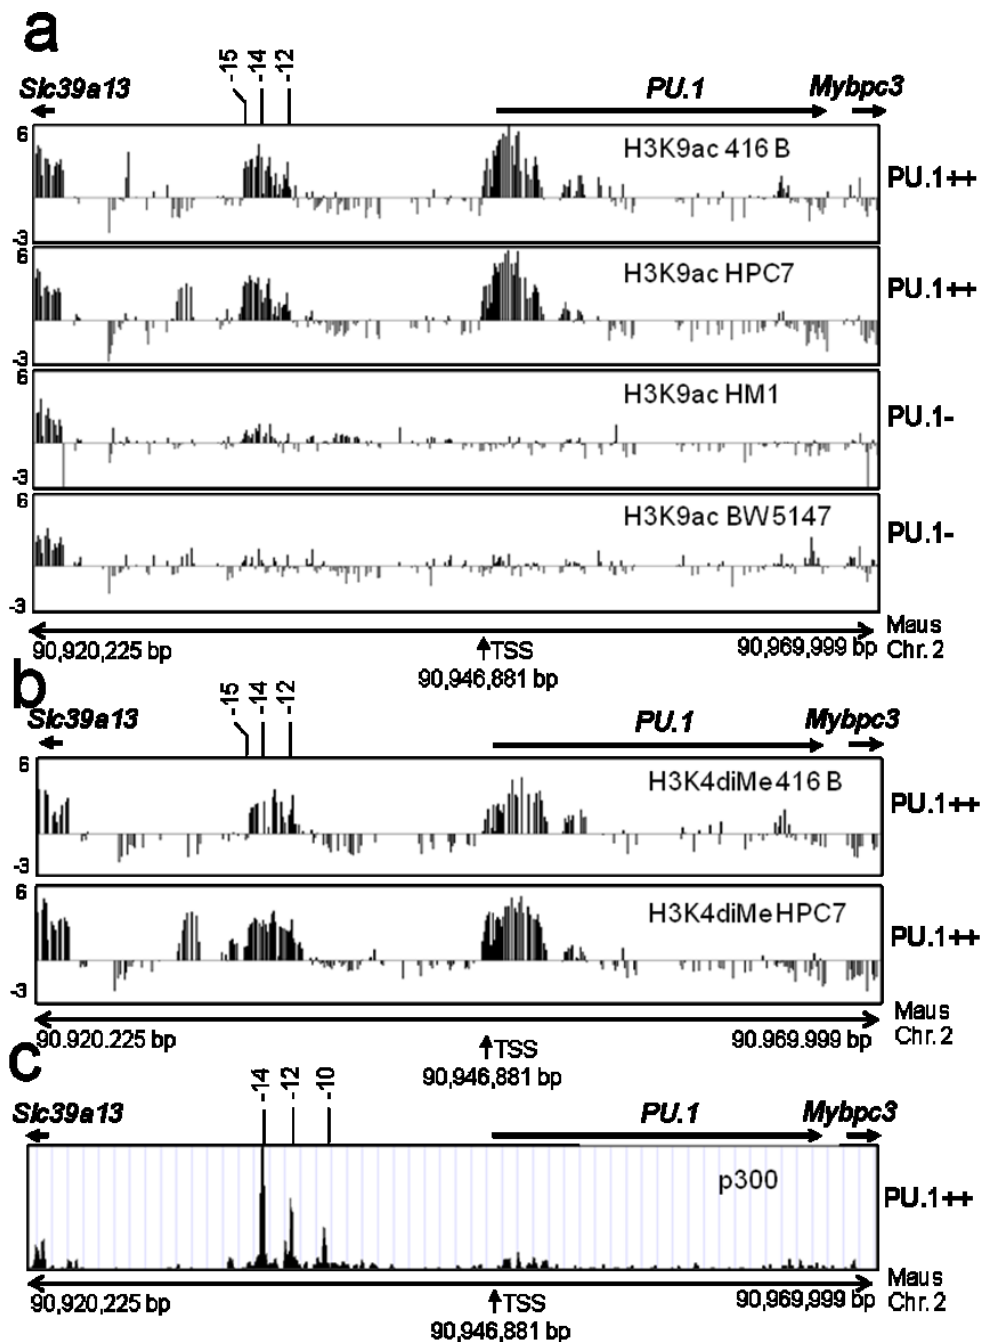 a
-15 -14 -12
Slc39a13 PU.1 Mybpc3
6
H3K9ac 416 B
PU.1++
-3
6
H3K9ac HPC7
PU.1++
-3
6
H3K9ac HM1
PU.1-
-3
6
H3K9ac BW5147
PU.1-
-3
90,920,225 bp TSS 90,969,999 bp Maus Chr. 2
90,946,881 bp
b
-15 -14 -12
Slc39a13 PU.1 Mybpc3
6
H3K4diMe 416 B
PU.1++
-3
6
H3K4diMe HPC7
PU.1++
-3
90.920.225 bp TSS 90.969.999 bp Maus Chr. 2
90,946,881 bp
c
-14 -12 -10
Slc39a13 PU.1 Mybpc3
p300
PU.1++
90,920,225 bp TSS 90,969,999 bp Maus Chr. 2
90,946,881 bp